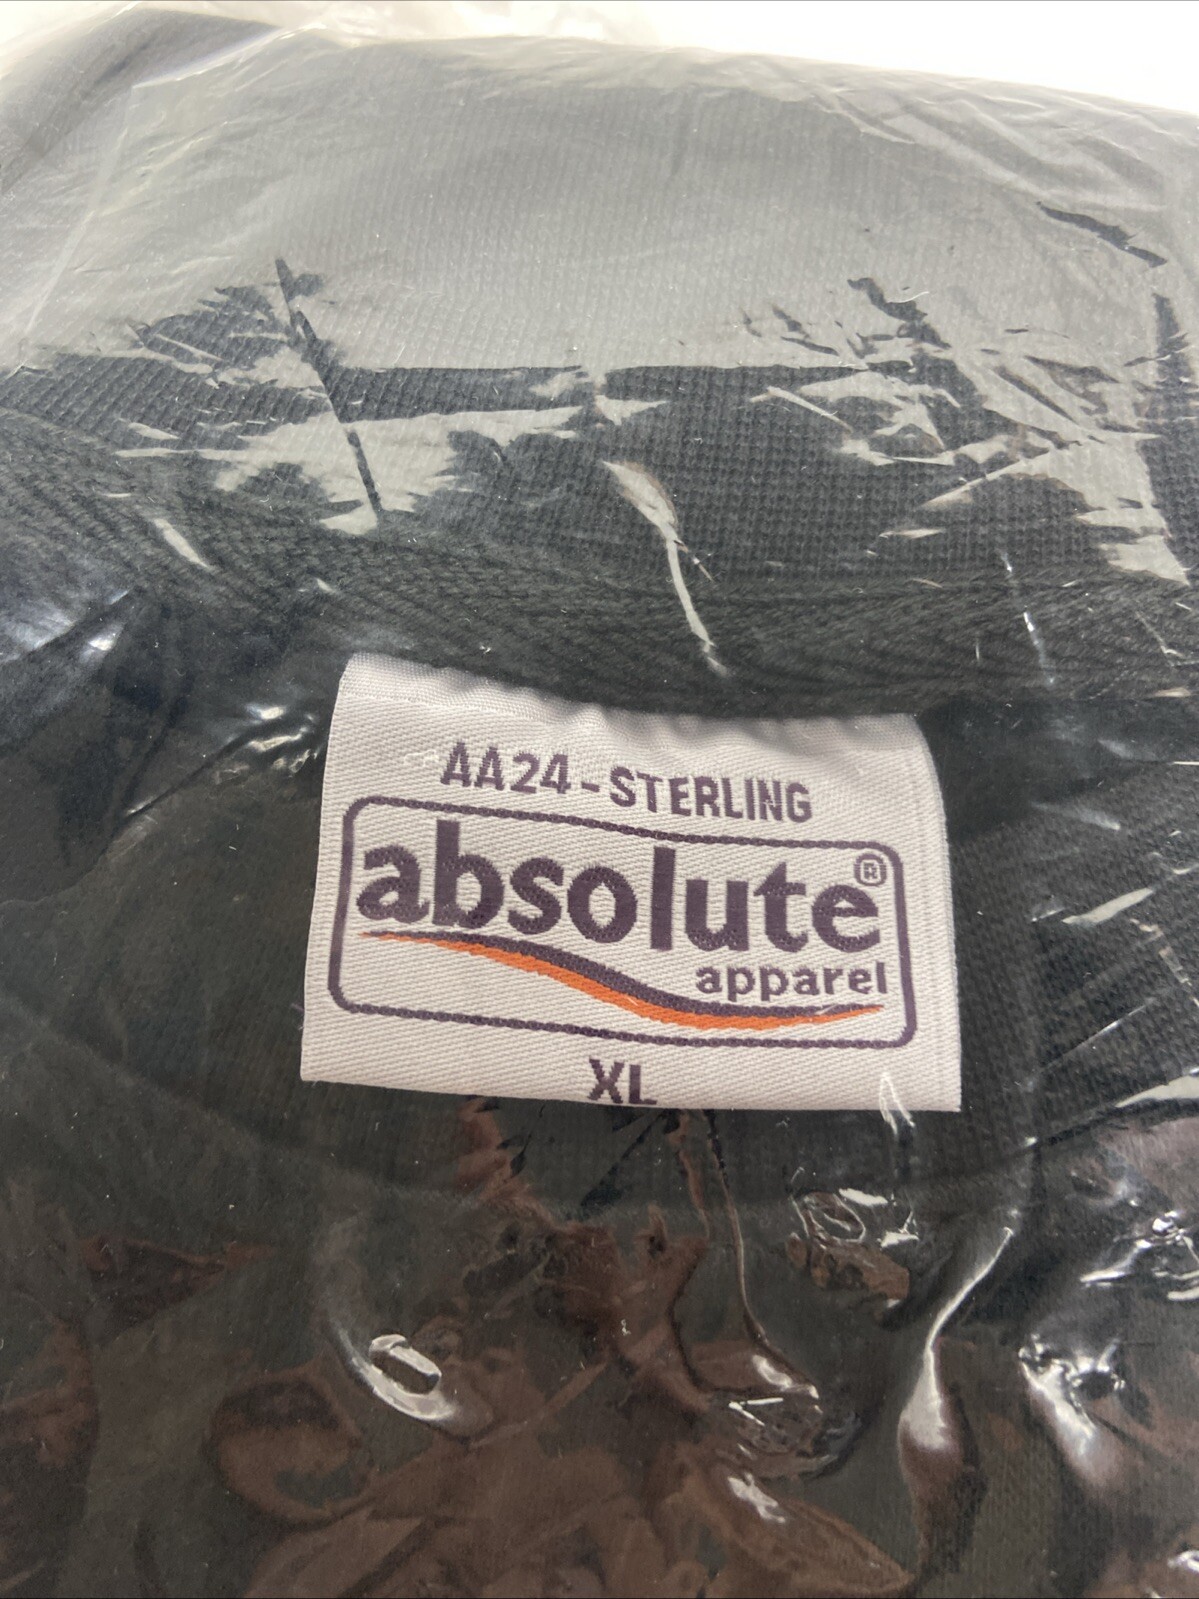 AA24-STERLING
absolute®
apparel
XL